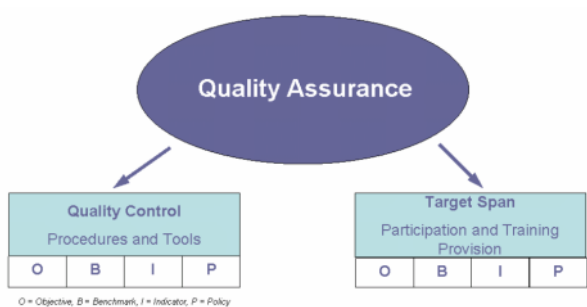 Quality Assurance
Quality Control
Procedures and Tools
O B I P
Target Span
Participation and Training
Provision
O B I P
O = Objective, B = Benchmark, I = Indicator, P = Policy